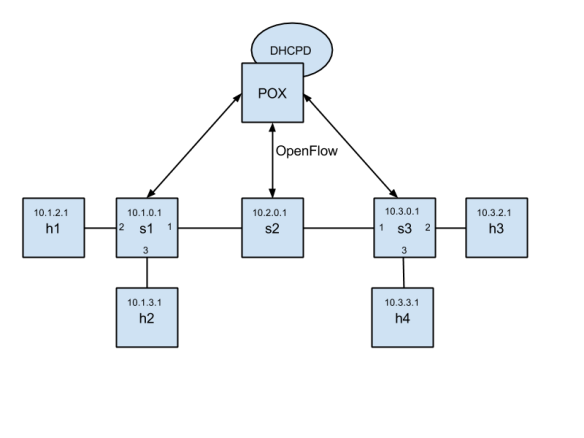 DHCPD
POX
OpenFlow
10.1.2.1
h1
10.1.0.1
2 s1 1
3
10.2.0.1
s2
10.3.0.1
1 s3 2
3
10.3.2.1
h3
10.1.3.1
h2
10.3.3.1
h4